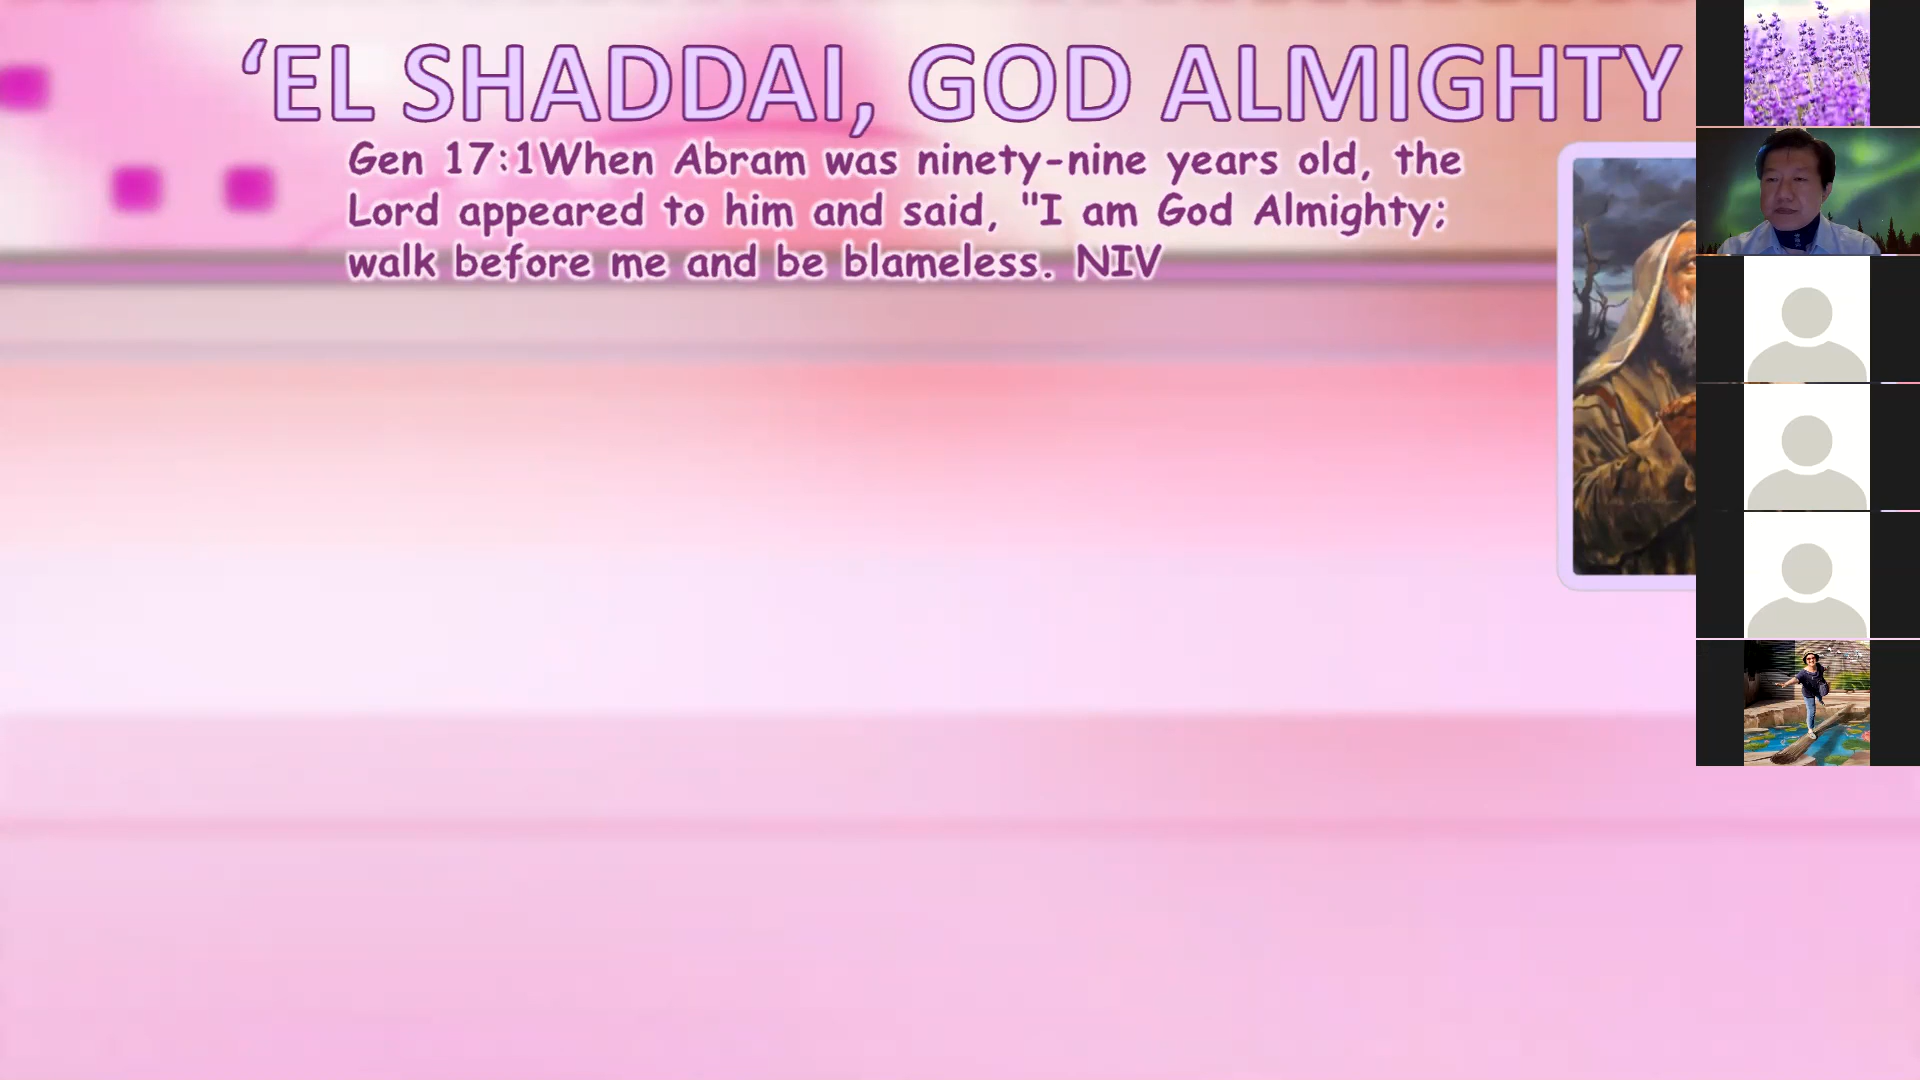 ‘EL SHADDAI, GOD ALMIGHTY
Gen 17:1When Abram was ninety-nine years old, the
Lord appeared to him and said, "I am God Almighty;
walk before me and be blameless. NIV